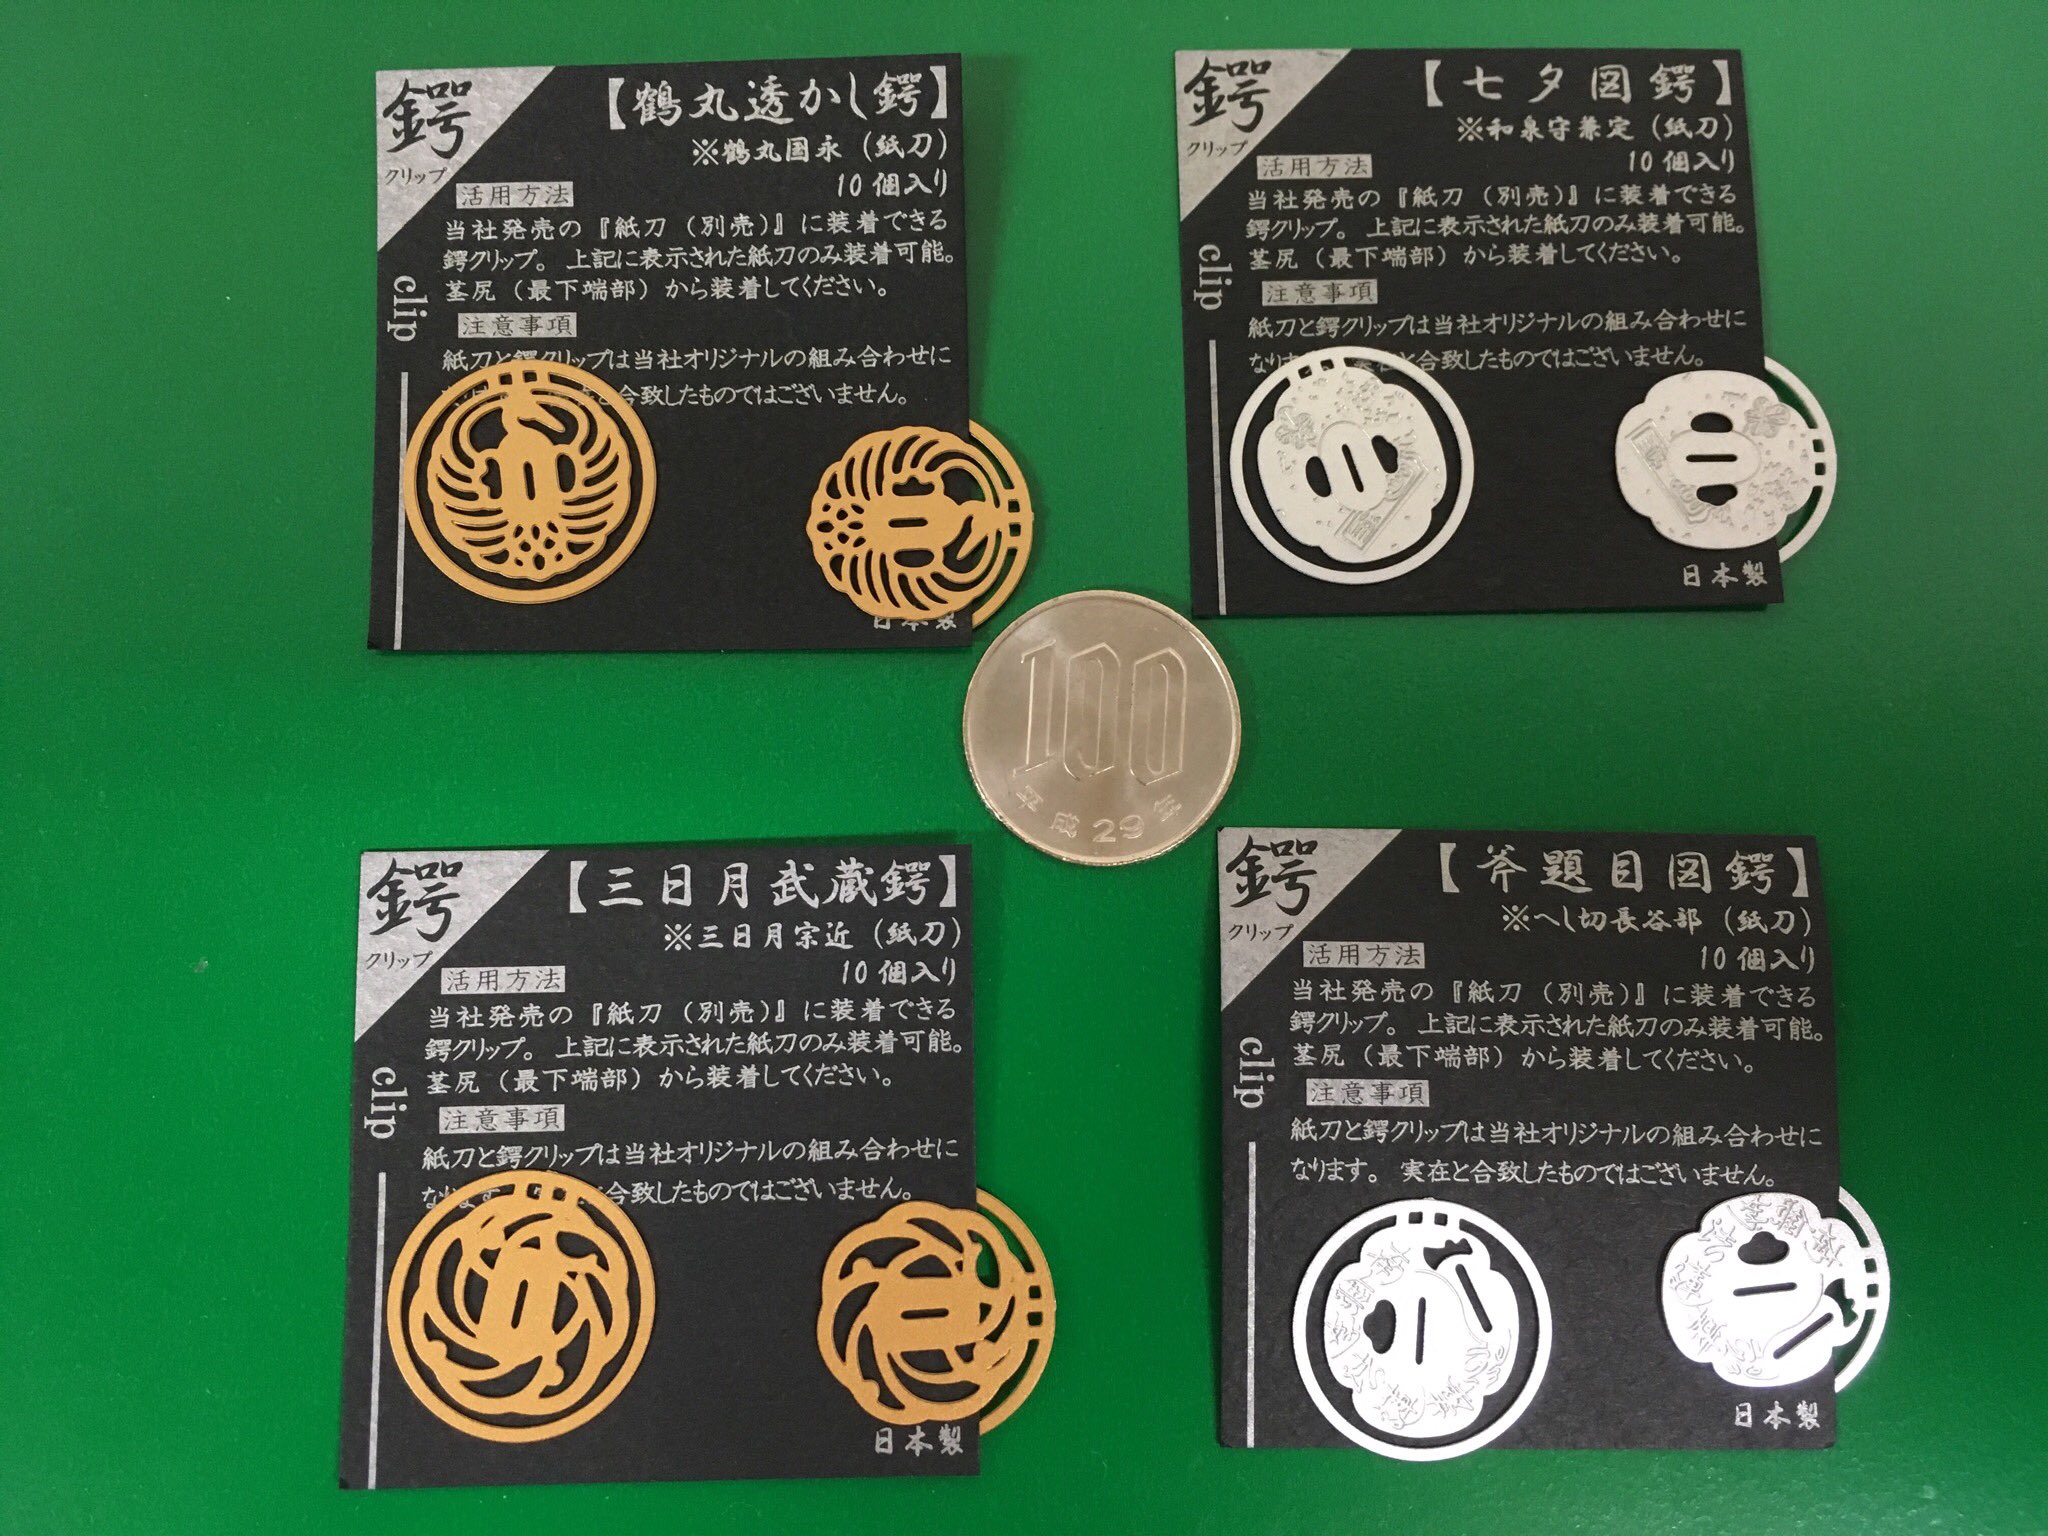 鍔
クリップ
clip
【鶴丸透かし鍔】
※鶴丸国永（紙刀）
10個入り
活用方法
当社発売の『紙刀（別売）』に装着できる
鍔クリップ。上記に表示された紙刀のみ装着可能。
茎尻（最下端部）から装着してください。
注意事項
紙刀と鍔クリップは当社オリジナルの組み合わせに
と合致したものではございません。
日本製
鍔
クリップ
clip
【七夕図鍔】
※和泉守兼定（紙刀）
10個入り
活用方法
当社発売の『紙刀（別売）』に装着できる
鍔クリップ。上記に表示された紙刀のみ装着可能。
茎尻（最下端部）から装着してください。
注意事項
紙刀と鍔クリップは当社オリジナルの組み合わせに
なりま 在と合致したものではございません。
日本製
100
平成29年
鍔
クリップ
clip
【三日月武蔵鍔】
※三日月宗近（紙刀）
10個入り
活用方法
当社発売の『紙刀（別売）』に装着できる
鍔クリップ。上記に表示された紙刀のみ装着可能。
茎尻（最下端部）から装着してください。
注意事項
紙刀と鍔クリップは当社オリジナルの組み合わせに
なります。 合致したものではございません。
日本製
鍔
クリップ
clip
【斧題目図鍔】
※へし切長谷部（紙刀）
10個入り
活用方法
当社発売の『紙刀（別売）』に装着できる
鍔クリップ。上記に表示された紙刀のみ装着可能。
茎尻（最下端部）から装着してください。
注意事項
紙刀と鍔クリップは当社オリジナルの組み合わせに
なります。実在と合致したものではございません。
日本製